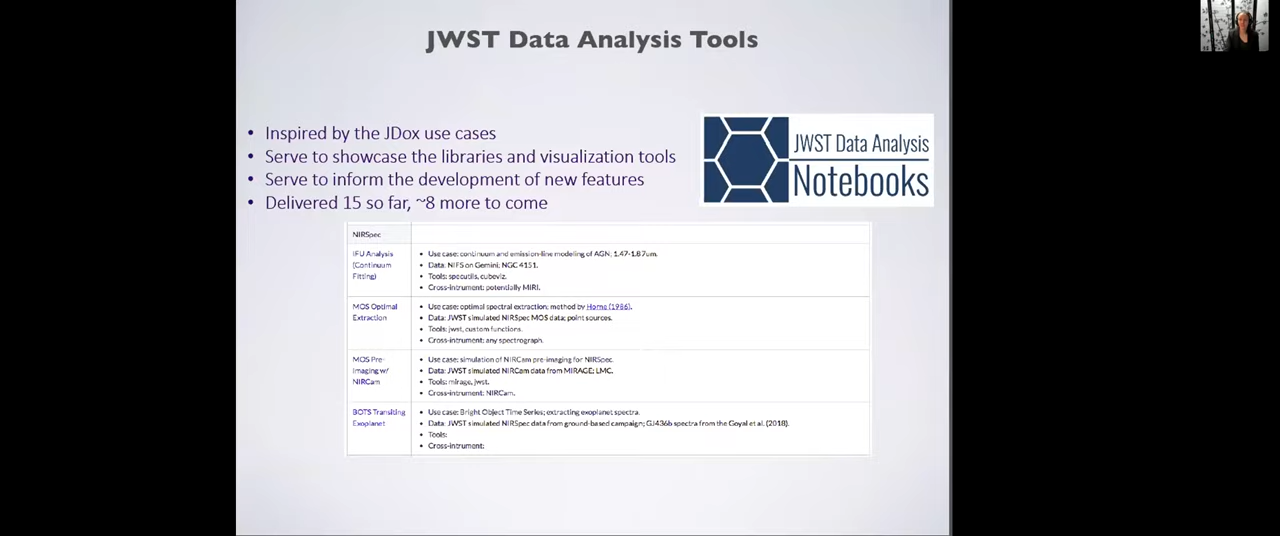 JWST Data Analysis Tools
• Inspired by the JDox use cases
• Serve to showcase the libraries and visualization tools
• Serve to inform the development of new features
• Delivered 15 so far, ~8 more to come
JWST Data Analysis
Notebooks
NIRSpec
IFU Analysis
(Continuum
Fitting)
• Use case: continuum and emission-line modeling of AGN, 1.47-1.87um.
• Data: NIFS on Gemini; NGC 4151.
• Tools: specutils, cubeviz.
• Cross-intrument: potentially MIRI.
MOS Optimal
Extraction
• Use case: optimal spectral extraction; method by Horne (1986).
• Data: JWST simulated NIRSpec MOS data; point sources.
• Tools: jwst, custom functions.
• Cross-intrument: any spectrograph.
MOS Pre-
Imaging w/
NIRCam
• Use case: simulation of NIRCam pre-imaging for NIRSpec.
• Data: JWST simulated NIRCam data from MIRAGE; LMC.
• Tools: mirage, jwst.
• Cross-intrument: NIRCam.
BOTS Transiting
Exoplanet
• Use case: Bright Object Time Series; extracting exoplanet spectra.
• Data: JWST simulated NIRSpec data from ground-based campaign; GJ436b spectra from the Goyal et al. (2018).
• Tools:
• Cross-intrument: